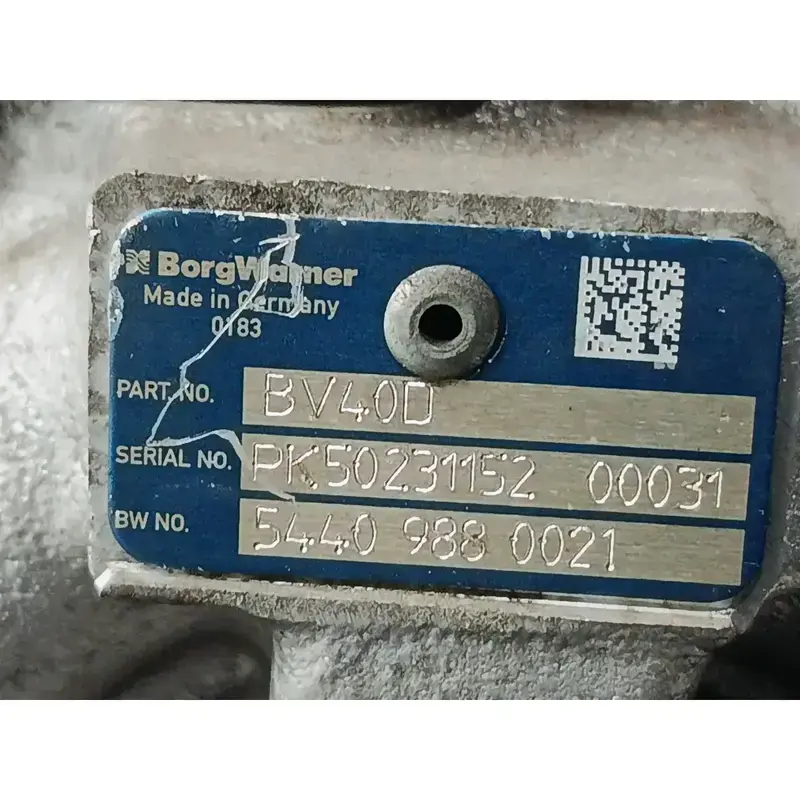 BorgWarner
Made in Germany
0183
PART. NO. BV40D
SERIAL NO. PK50231152 00031
BW NO. 5440 988 0021